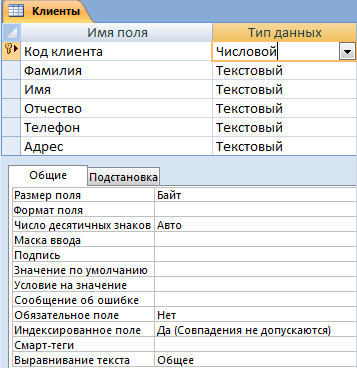 Клиенты
Имя поля Тип данных
Код клиента Числовой
Фамилия Текстовый
Имя Текстовый
Отчество Текстовый
Телефон Текстовый
Адрес Текстовый
Общие Подстановка
Размер поля Байт
Формат поля
Число десятичных знаков Авто
Маска ввода
Подпись
Значение по умолчанию
Условие на значение
Сообщение об ошибке
Обязательное поле Нет
Индексированное поле Да (Совпадения не допускаются)
Смарт-теги
Выравнивание текста Общее